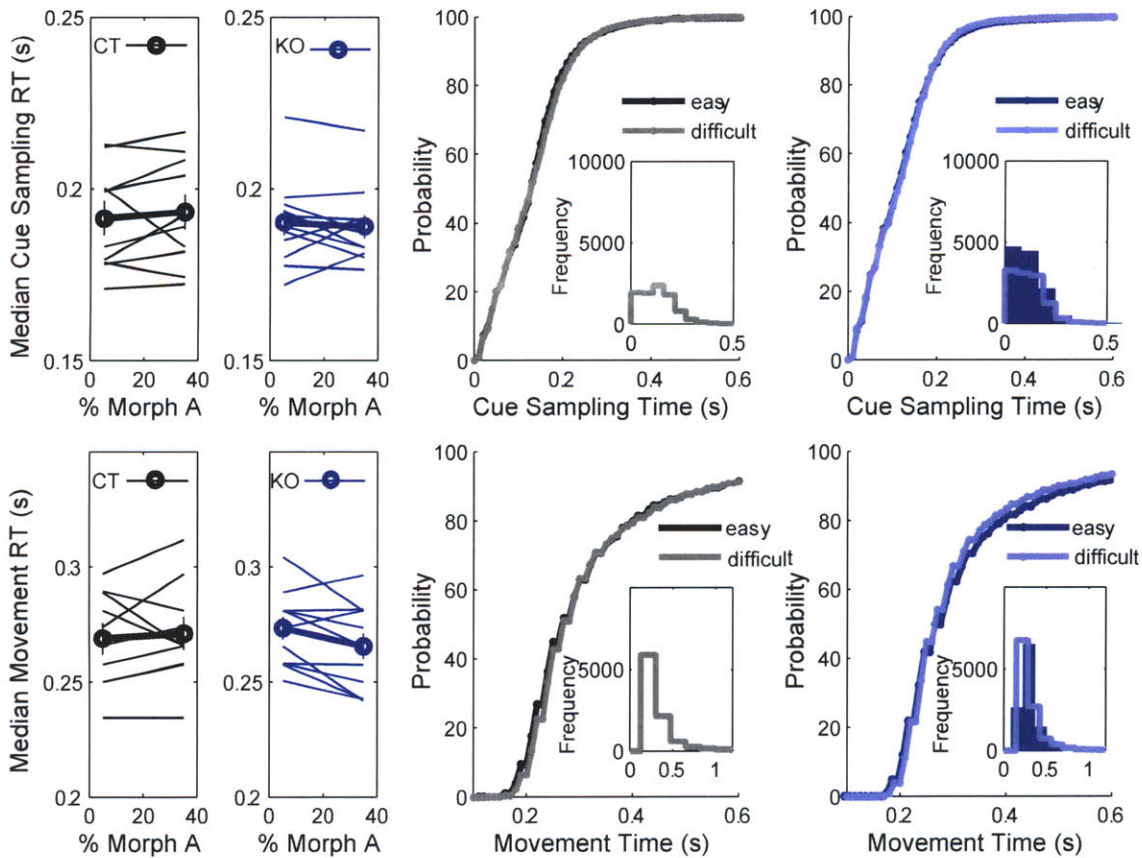 Median Cue Sampling RT (s)
0.25
0.2
0.15
CT
0 20 40
% Morph A
0.25
0.2
0.15
KO
0 20 40
% Morph A
Probability
100
80
60
40
20
0
easy
difficult
Frequency
10000
5000
0
0 0.5
0 0.2 0.4 0.6
Cue Sampling Time (s)
Probability
100
80
60
40
20
0
easy
difficult
Frequency
10000
5000
0
0 0.5
0 0.2 0.4 0.6
Cue Sampling Time (s)
Median Movement RT (s)
0.3
0.25
0.2
CT
0 20 40
% Morph A
0.3
0.25
0.2
KO
0 20 40
% Morph A
Probability
100
80
60
40
20
0
easy
difficult
Frequency
5000
0
0 0.5 1
0.2 0.4 0.6
Movement Time (s)
Probability
100
80
60
40
20
0
easy
difficult
Frequency
5000
0
0 0.5 1
0.2 0.4 0.6
Movement Time (s)